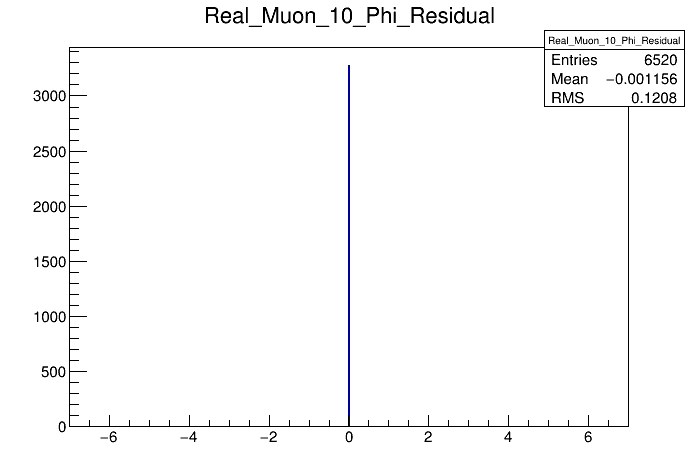 Real_Muon_10_Phi_Residual
Real_Muon_10_Phi_Residual
Entries 6520
Mean −0.001156
RMS 0.1208
3000
2500
2000
1500
1000
500
0
−6 −4 −2 0 2 4 6